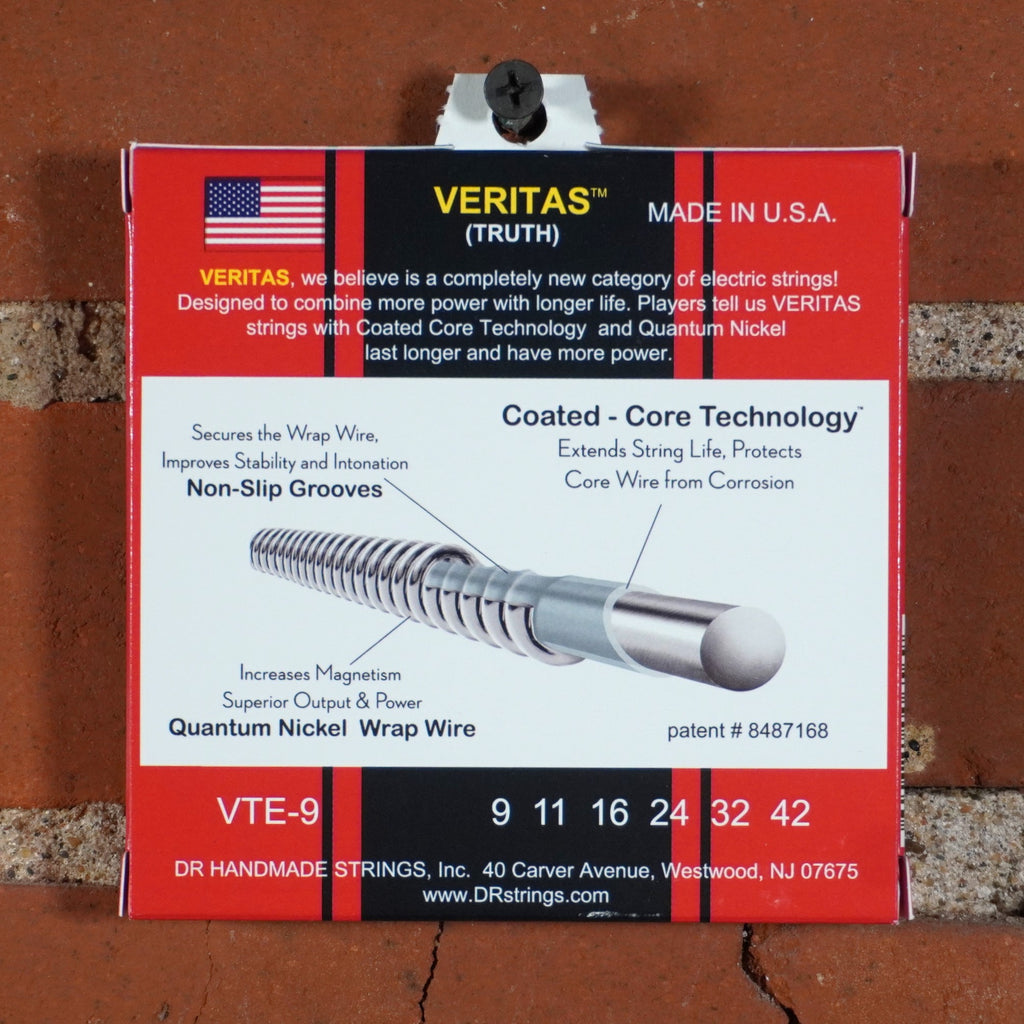 VERITAS™
(TRUTH)
MADE IN U.S.A.
VERITAS, we believe is a completely new category of electric strings!
Designed to combine more power with longer life. Players tell us VERITAS
strings with Coated Core Technology and Quantum Nickel
last longer and have more power.
Coated - Core Technology™
Extends String Life, Protects
Core Wire from Corrosion
Secures the Wrap Wire,
Improves Stability and Intonation
Non-Slip Grooves
Increases Magnetism
Superior Output & Power
Quantum Nickel Wrap Wire
patent # 8487168
VTE-9 9 11 16 24 32 42
DR HANDMADE STRINGS, Inc. 40 Carver Avenue, Westwood, NJ 07675
www.DRstrings.com